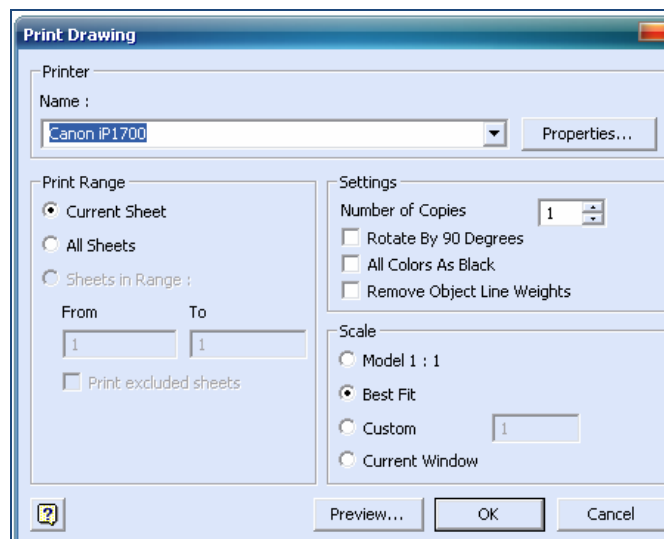 Print Drawing
Printer
Name :
Canon iP1700
Properties...
Print Range
Current Sheet
All Sheets
Sheets in Range :
From To
1 1
Print excluded sheets
Settings
Number of Copies 1
Rotate By 90 Degrees
All Colors As Black
Remove Object Line Weights
Scale
Model 1 : 1
Best Fit
Custom 1
Current Window
?
Preview... OK Cancel